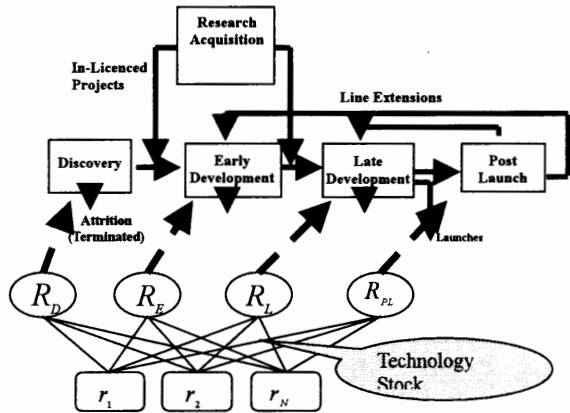 Research
Acquisition
In-Licenced
Projects
Line Extensions
Discovery
Early
Development
Late
Development
Post
Launch
Attrition
(Terminated)
Launches
R_D
R_E
R_L
R_PL
Technology
Stock
r_1
r_2
r_N